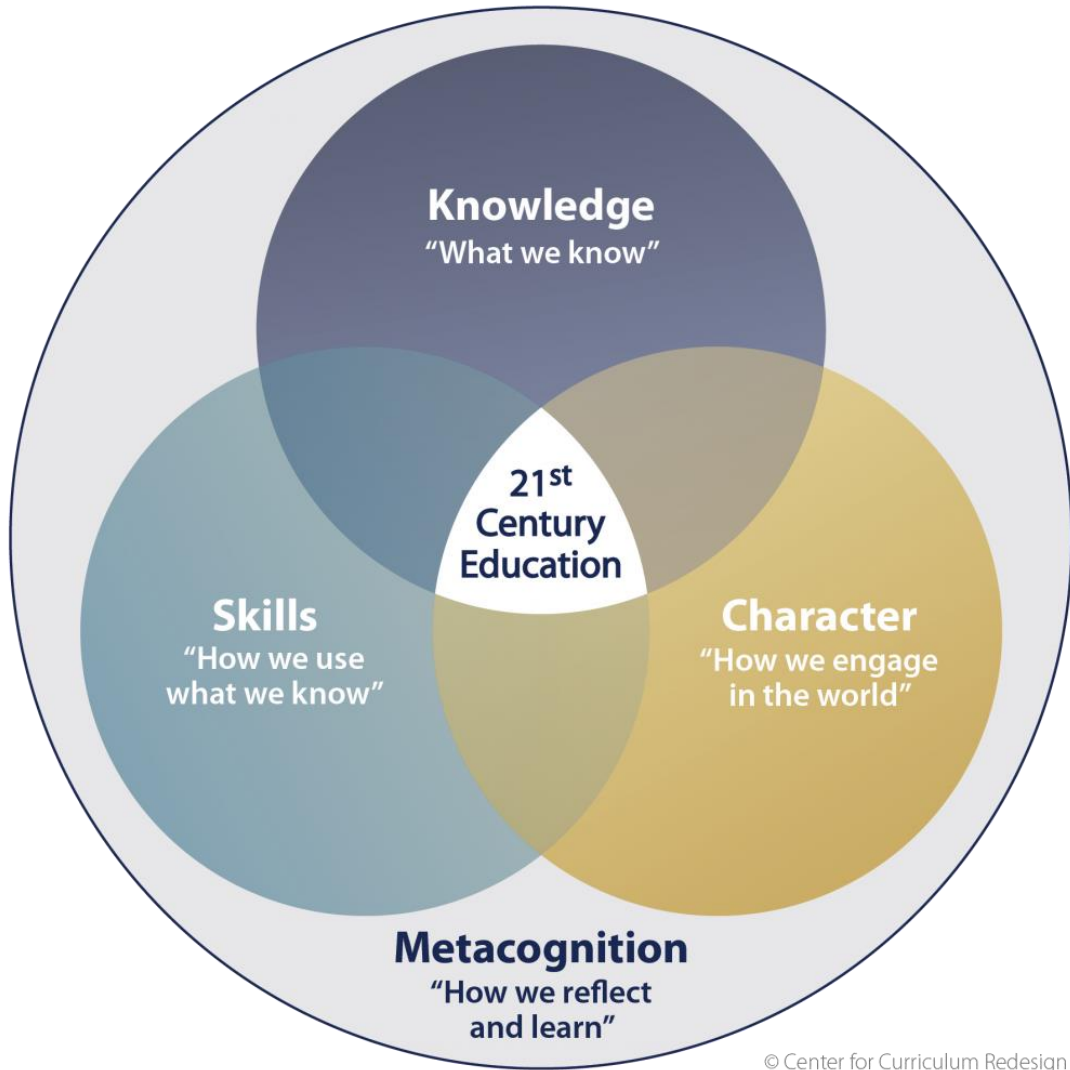 Knowledge
“What we know”
21st
Century
Education
Skills
“How we use
what we know”
Character
“How we engage
in the world”
Metacognition
“How we reflect
and learn”
© Center for Curriculum Redesign